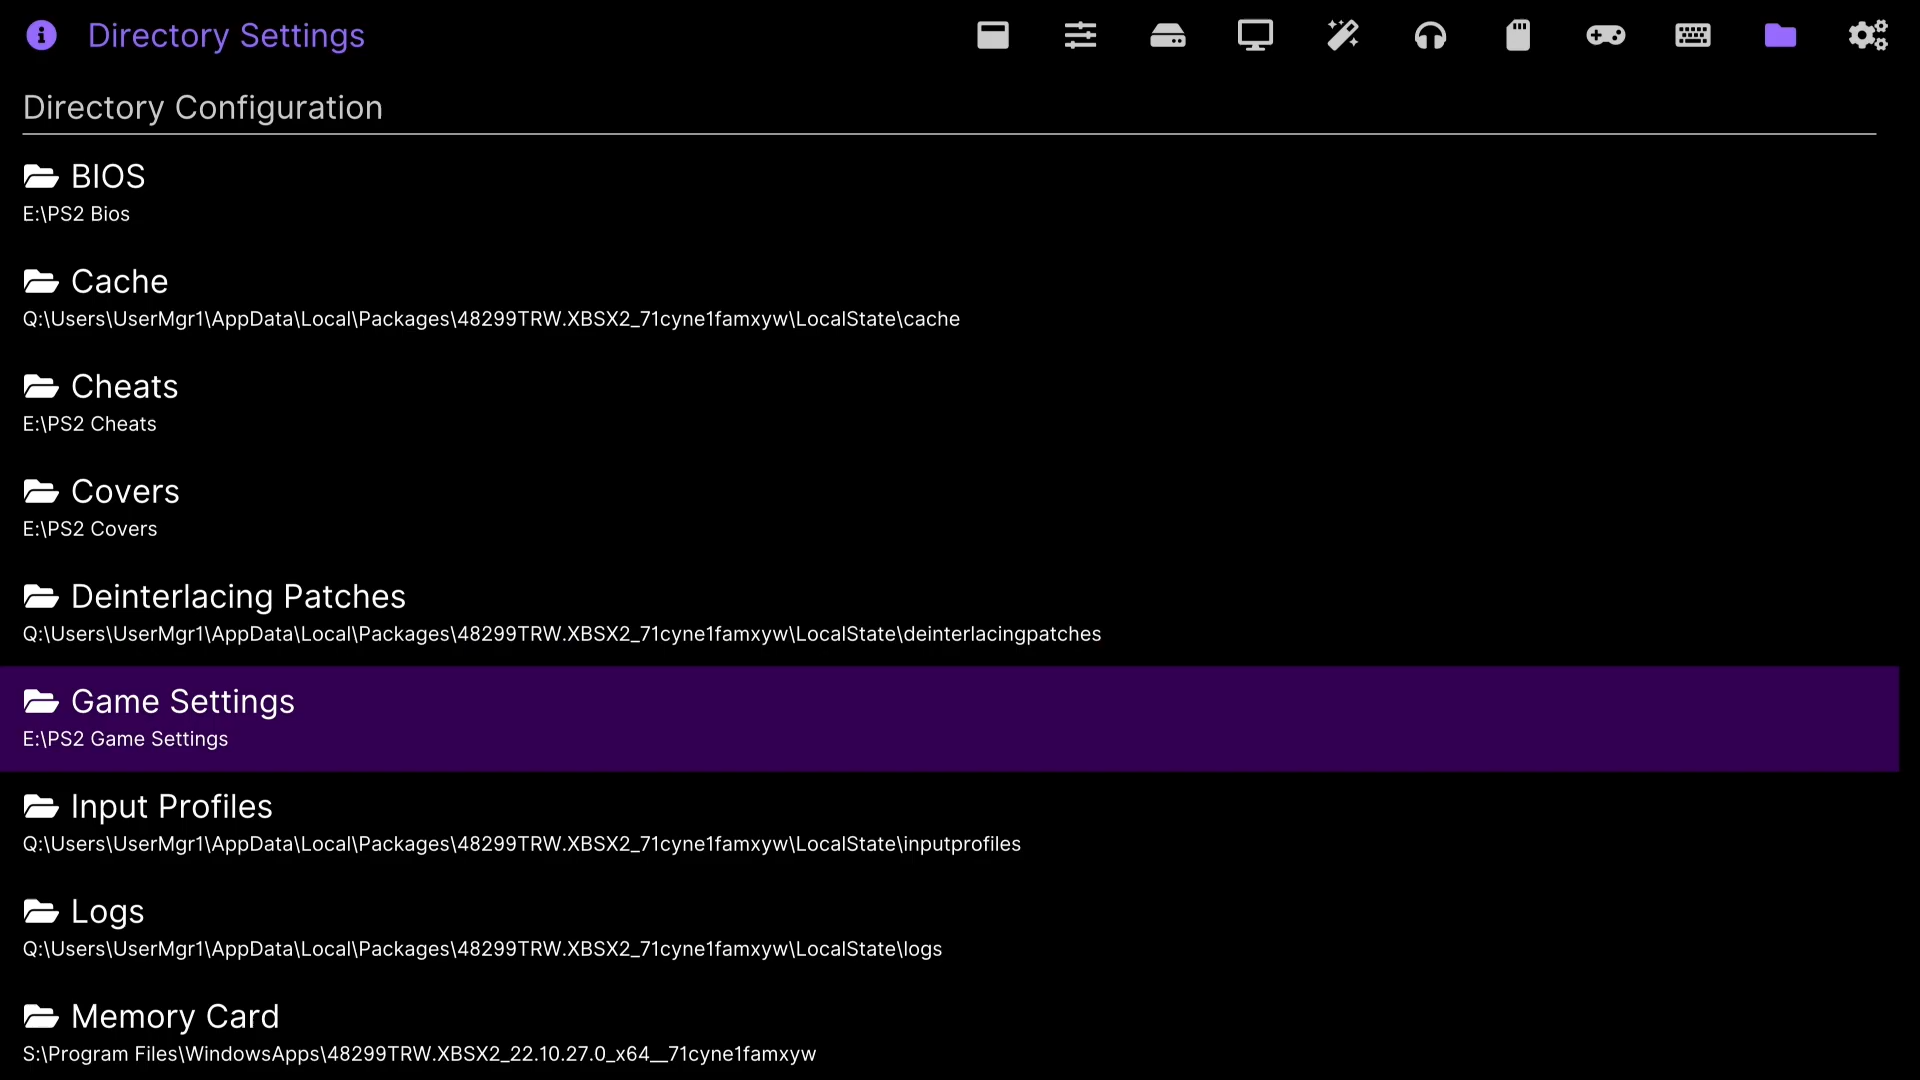 Directory Settings
Directory Configuration
BIOS
E:\PS2 Bios
Cache
Q:\Users\UserMgr1\AppData\Local\Packages\48299TRW.XBSX2_71cyne1famxyw\LocalState\cache
Cheats
E:\PS2 Cheats
Covers
E:\PS2 Covers
Deinterlacing Patches
Q:\Users\UserMgr1\AppData\Local\Packages\48299TRW.XBSX2_71cyne1famxyw\LocalState\deinterlacingpatches
Game Settings
E:\PS2 Game Settings
Input Profiles
Q:\Users\UserMgr1\AppData\Local\Packages\48299TRW.XBSX2_71cyne1famxyw\LocalState\inputprofiles
Logs
Q:\Users\UserMgr1\AppData\Local\Packages\48299TRW.XBSX2_71cyne1famxyw\LocalState\logs
Memory Card
S:\Program Files\WindowsApps\48299TRW.XBSX2_22.10.27.0_x64__71cyne1famxyw